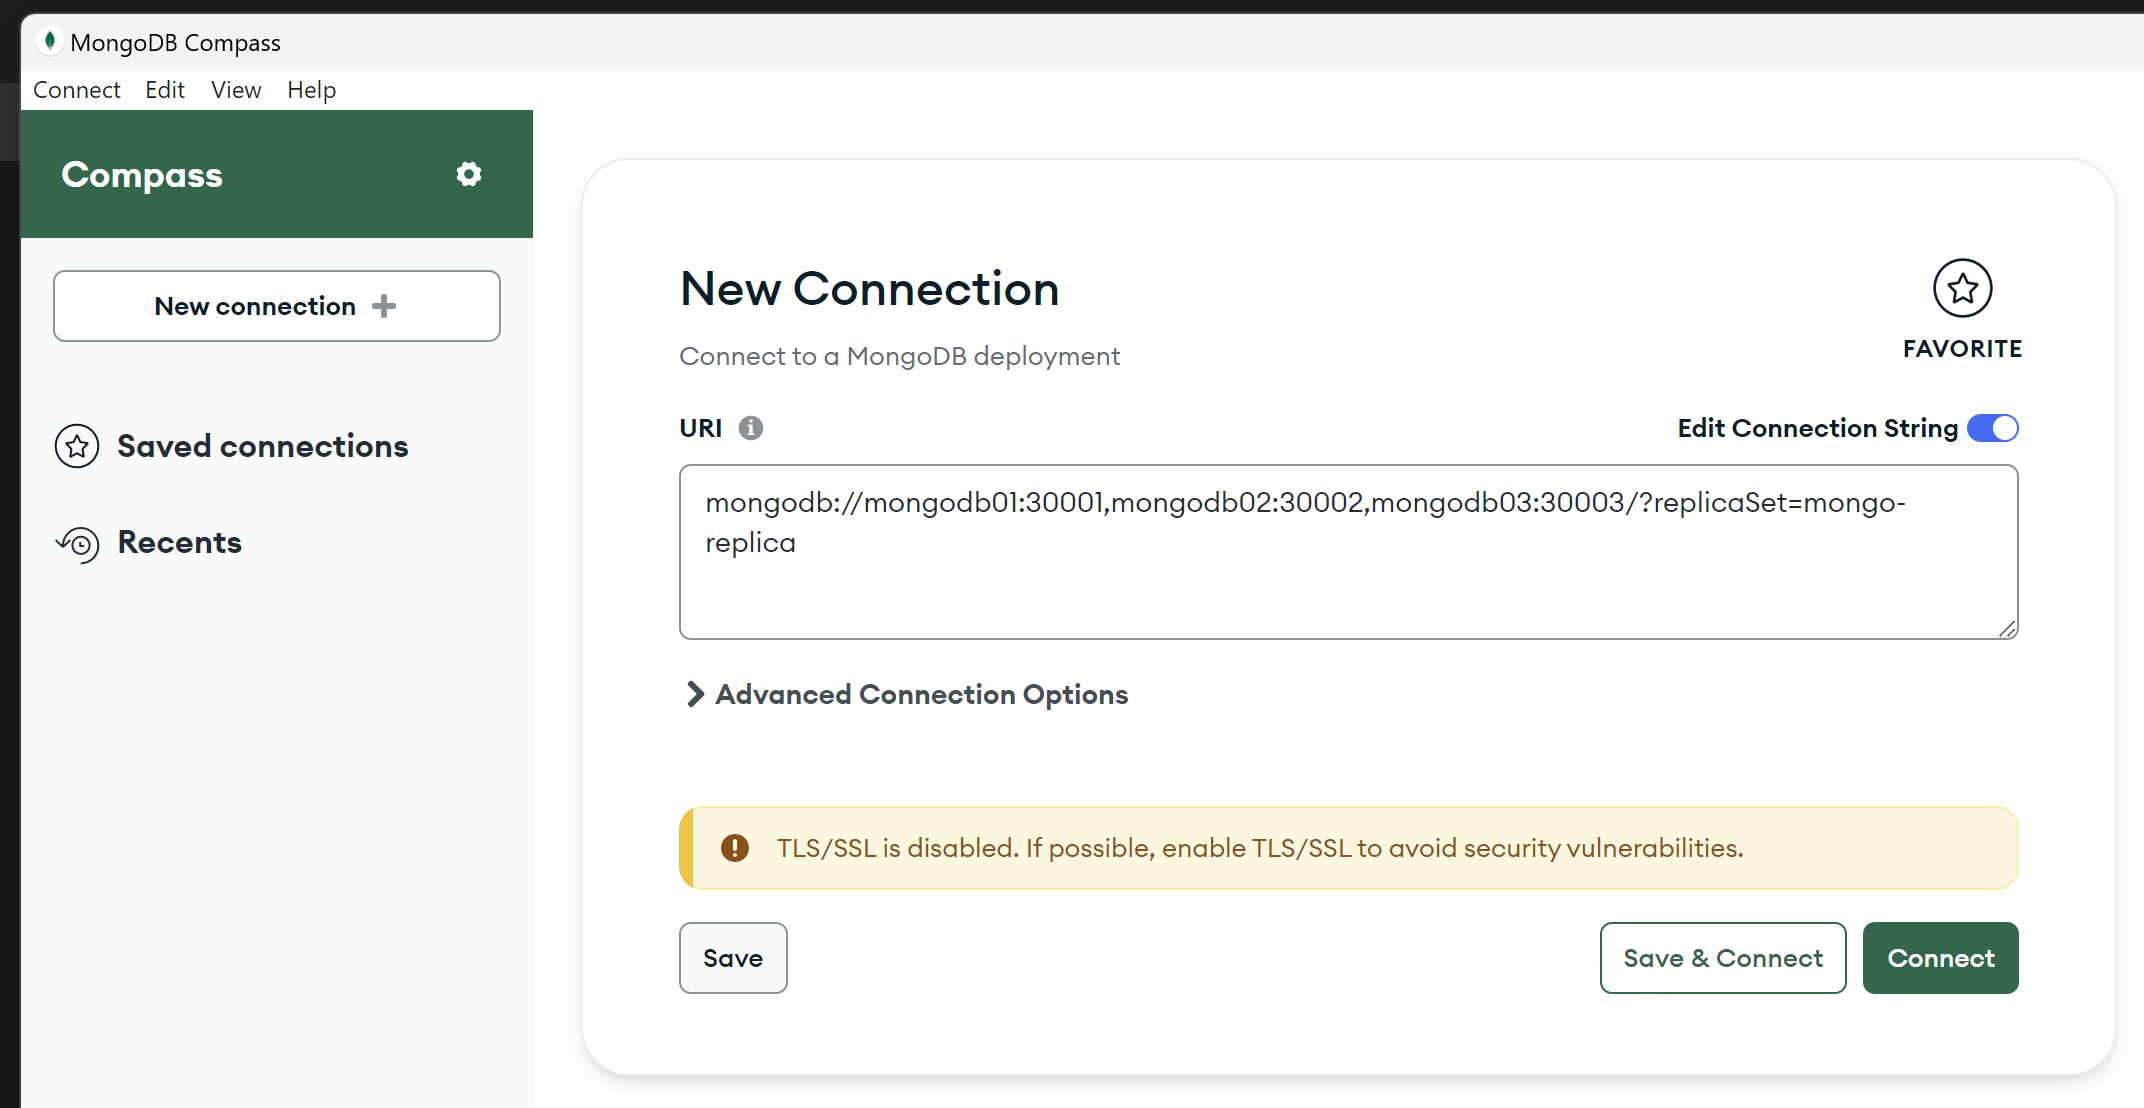 MongoDB Compass
Connect Edit View Help
Compass
New connection
Saved connections
Recents
New Connection
FAVORITE
Connect to a MongoDB deployment
URI
Edit Connection String
mongodb://mongodb01:30001,mongodb02:30002,mongodb03:30003/?replicaSet=mongo-
replica
Advanced Connection Options
TLS/SSL is disabled. If possible, enable TLS/SSL to avoid security vulnerabilities.
Save
Save & Connect
Connect